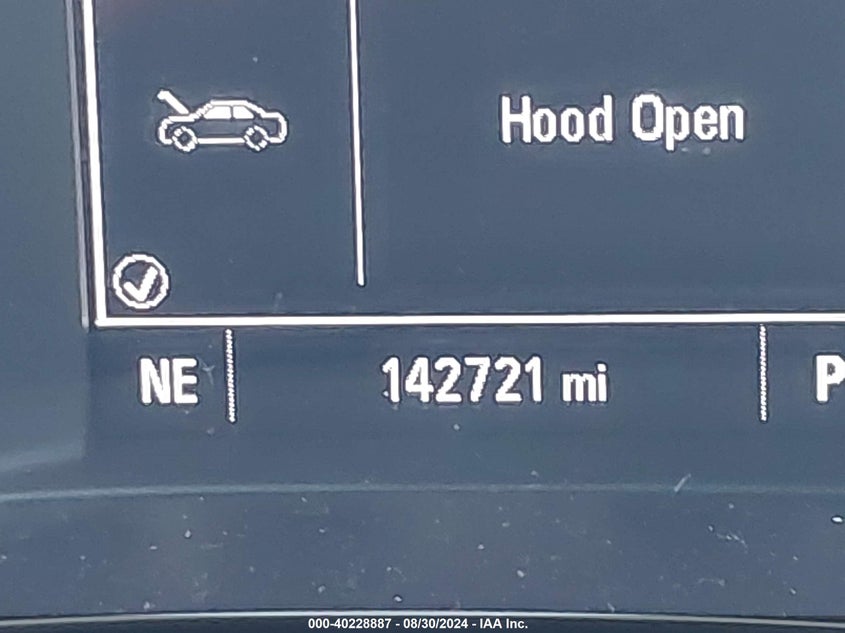 Hood Open
NE 142721 mi P
000-40228887 - 08/30/2024 - IAA Inc.